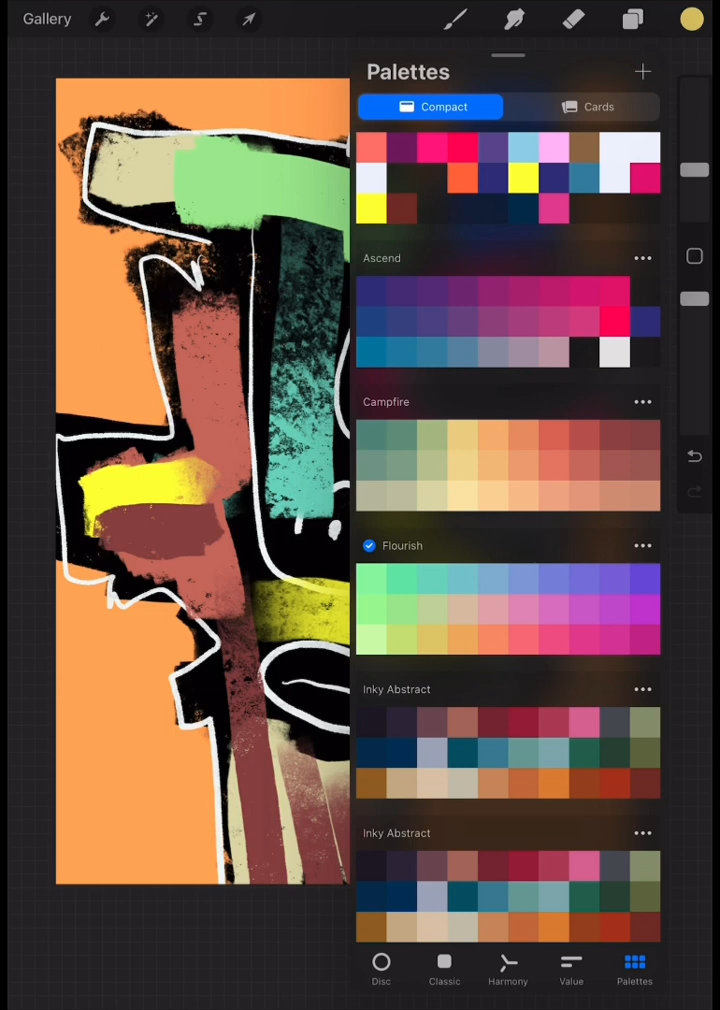 Gallery
Palettes
Compact
Cards
Ascend
Campfire
Flourish
Inky Abstract
Inky Abstract
Disc
Classic
Harmony
Value
Palettes